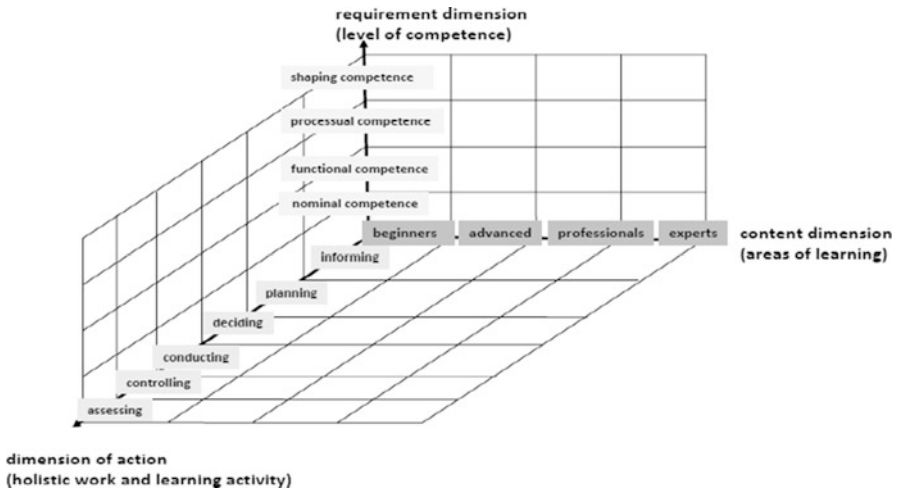 requirement dimension
(level of competence)
shaping competence
processual competence
functional competence
nominal competence
beginners
advanced
professionals
experts
content dimension
(areas of learning)
informing
planning
deciding
conducting
controlling
assessing
dimension of action
(holistic work and learning activity)